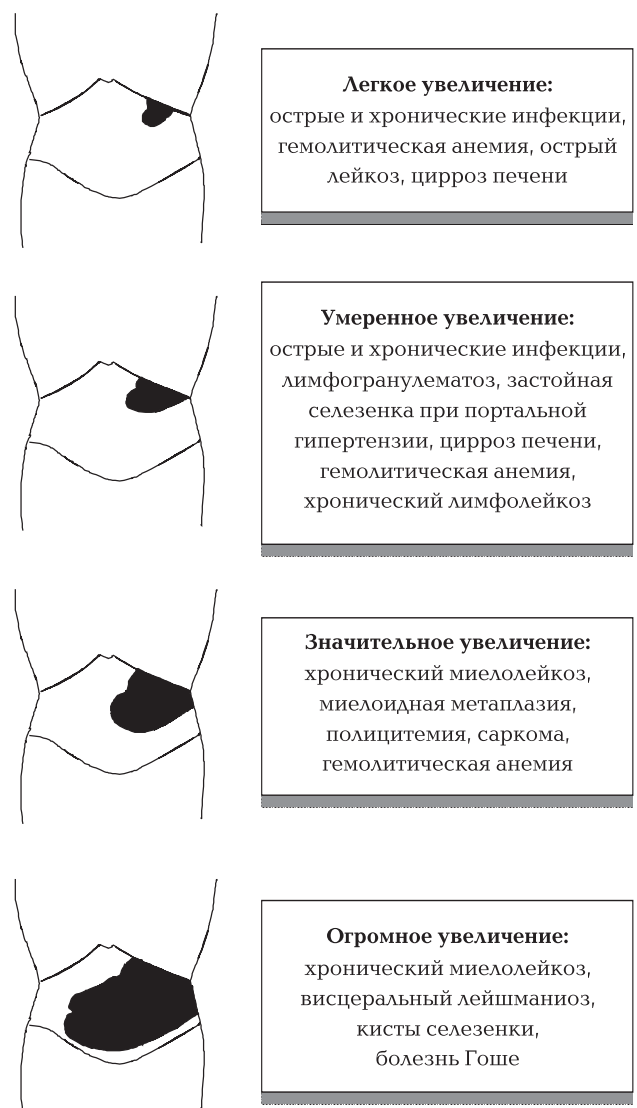 Легкое увеличение:
острые и хронические инфекции,
гемолитическая анемия, острый
лейкоз, цирроз печени
Умеренное увеличение:
острые и хронические инфекции,
лимфогранулематоз, застойная
селезенка при портальной
гипертензии, цирроз печени,
гемолитическая анемия,
хронический лимфолейкоз
Значительное увеличение:
хронический миелолейкоз,
миелоидная метаплазия,
полицитемия, саркома,
гемолитическая анемия
Огромное увеличение:
хронический миелолейкоз,
висцеральный лейшманиоз,
кисты селезенки,
болезнь Гоше